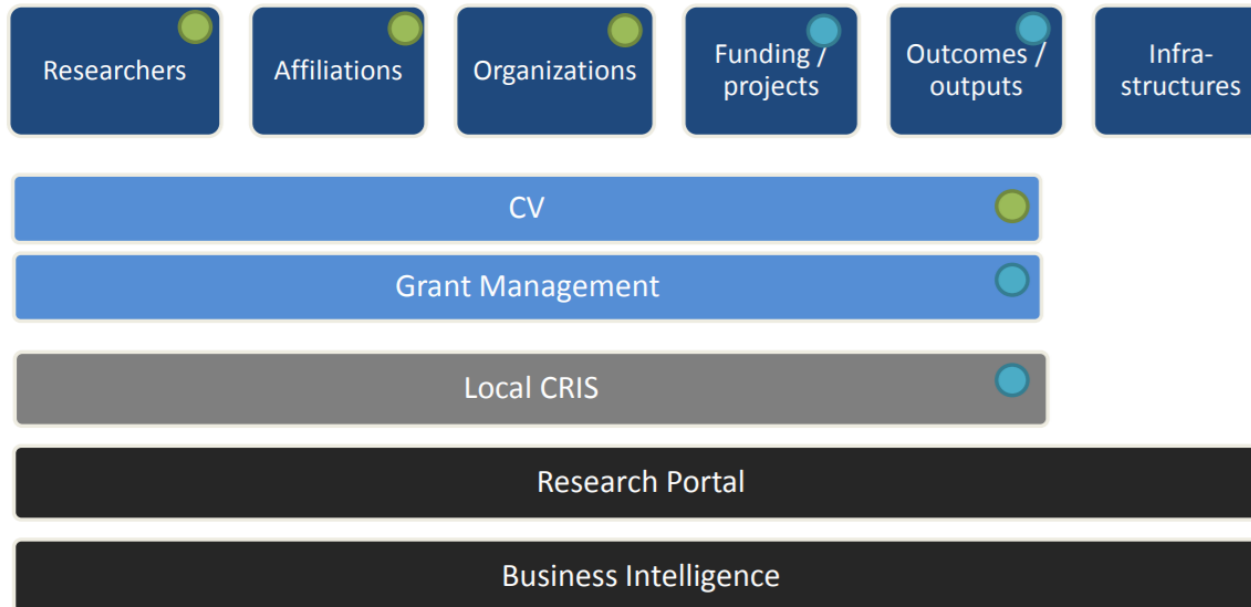 Researchers
Affiliations
Organizations
Funding /
projects
Outcomes /
outputs
Infra-
structures
CV
Grant Management
Local CRIS
Research Portal
Business Intelligence